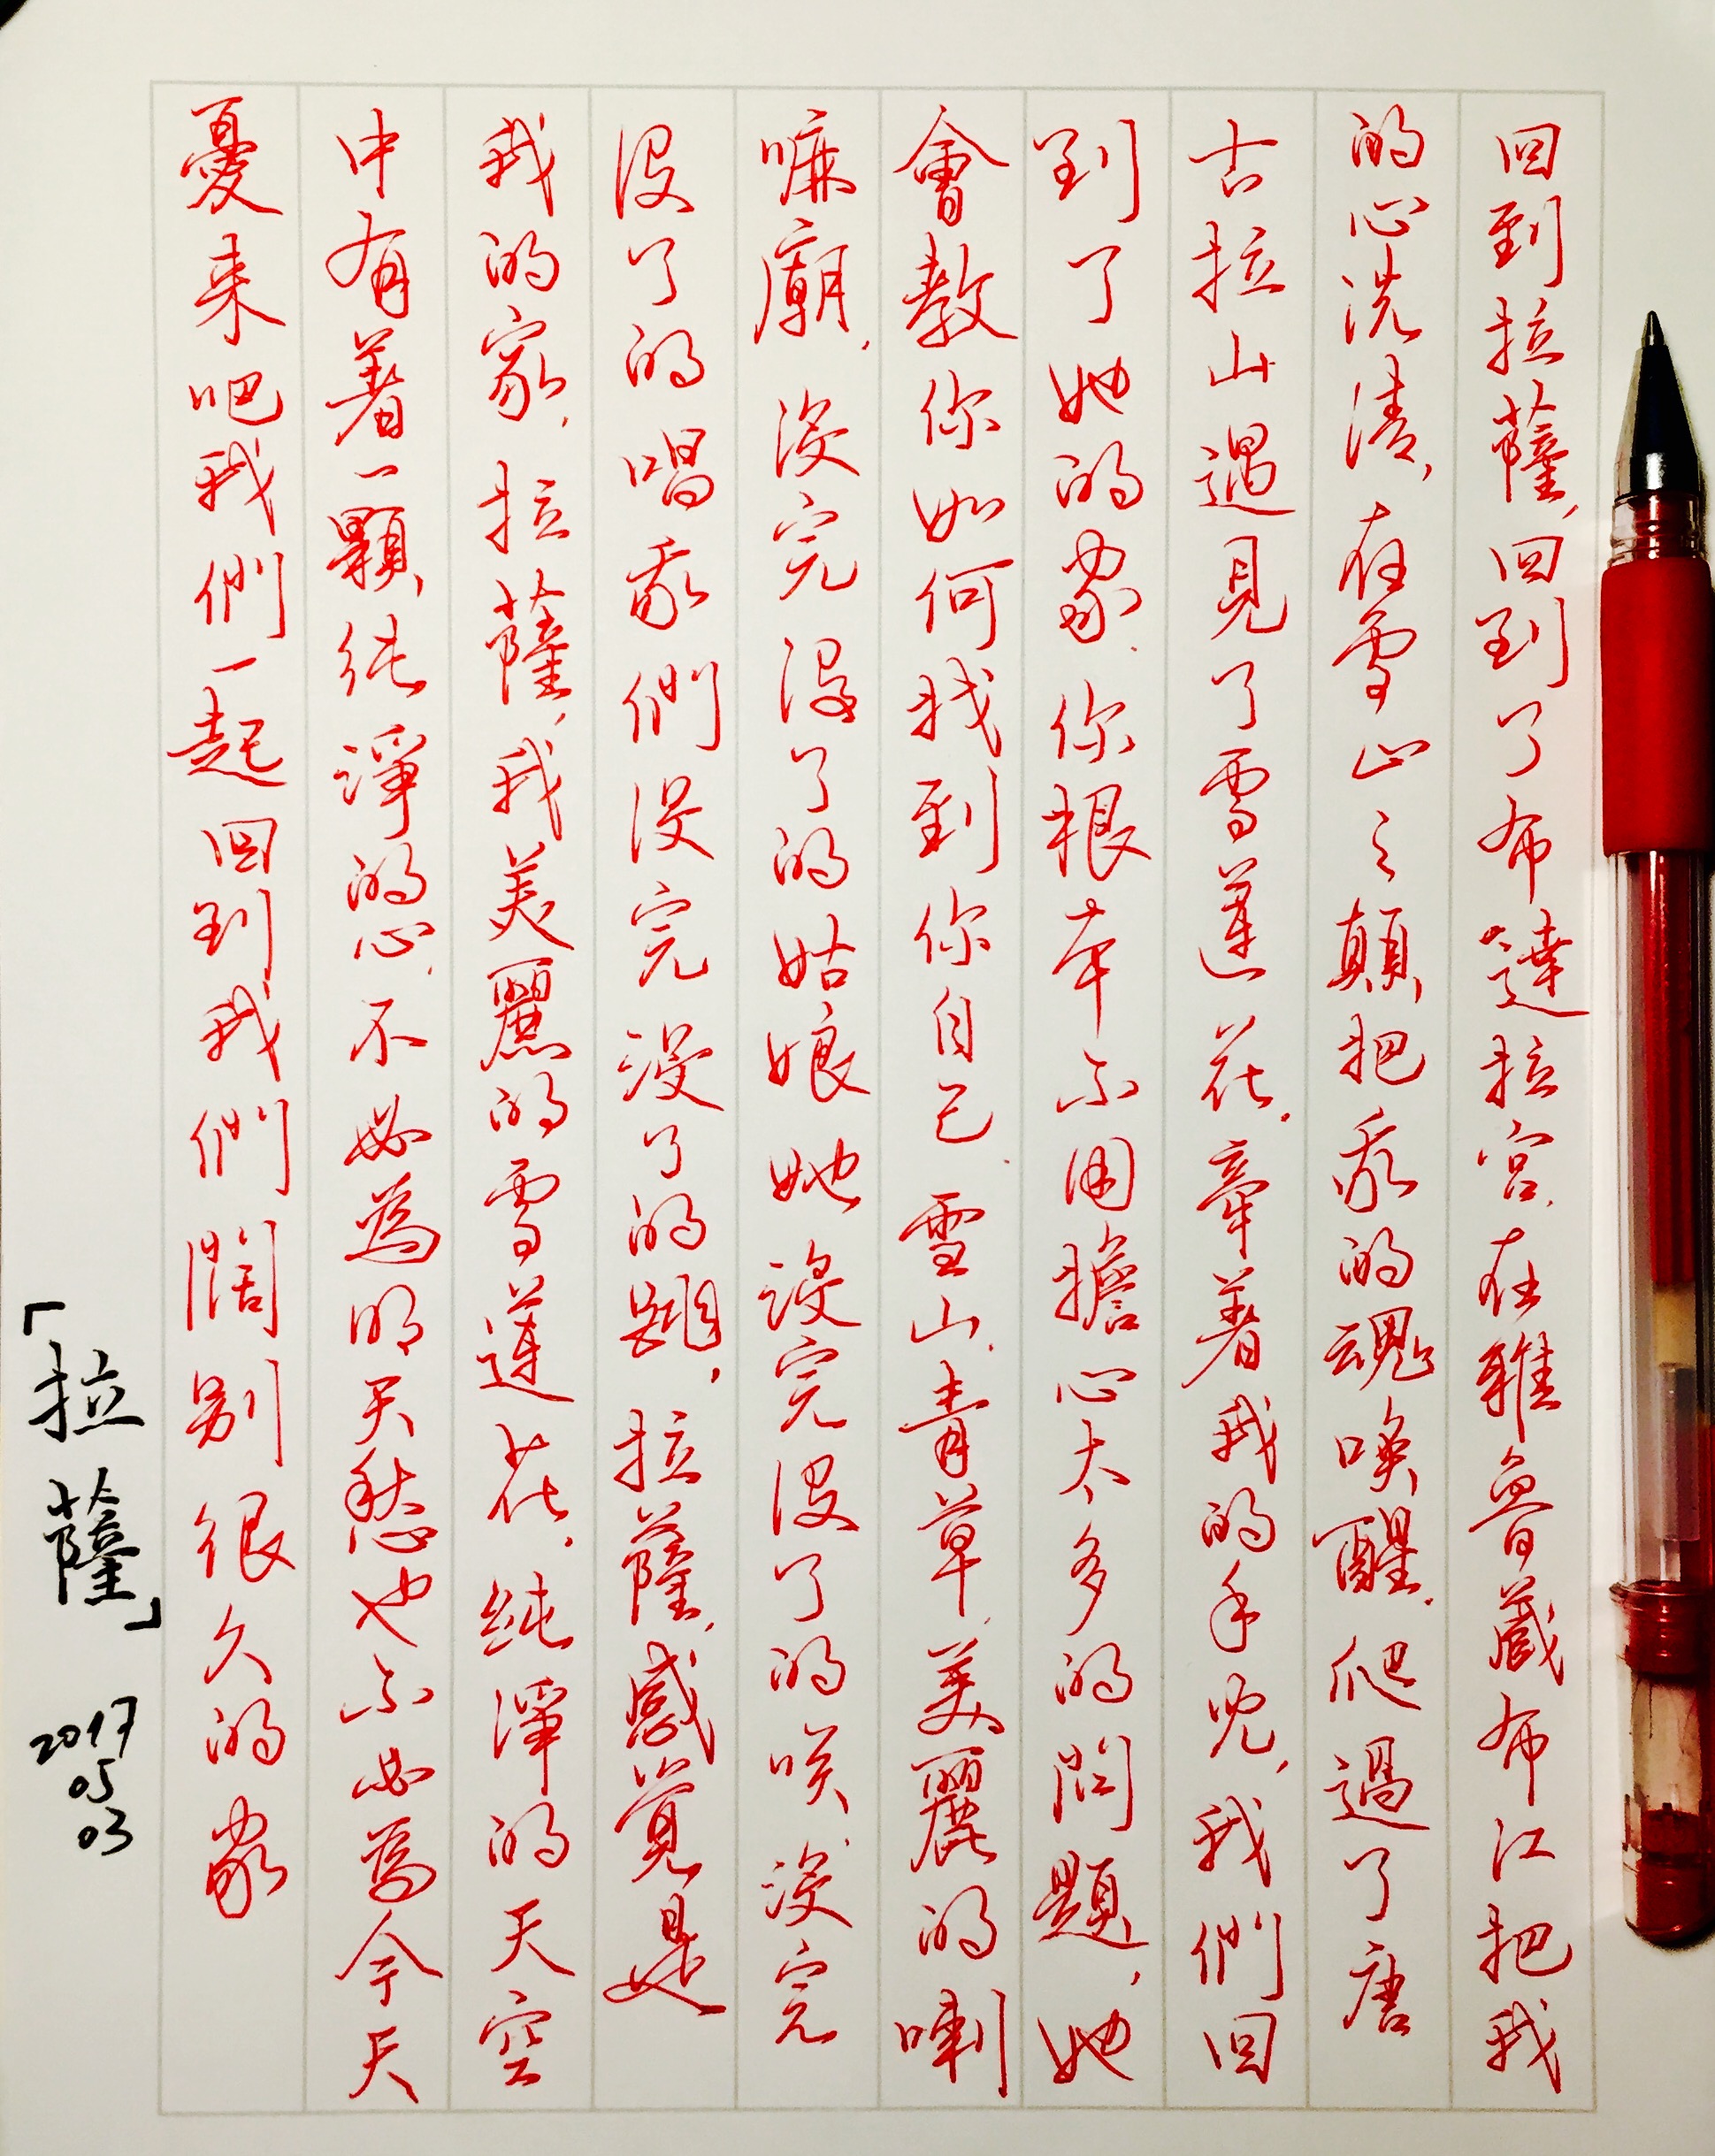 回到拉薩,回到了布達拉宮.在雅魯藏布江把我
的心洗清,在雪山之顛,把我的魂喚醒.爬過了唐
古拉山遇見了雪蓮花.牽著我的手兒,我們回
到了她的家.你根本不用擔心太多的問題,她
會教你如何找到你自己.雪山.青草.美麗的喇
嘛廟,沒完沒了的姑娘她沒完沒了的笑.沒完
沒了的唱我們沒完沒了的跳,拉薩,感覺是
我的家,拉薩,我美麗的雪蓮花,純淨的天空
中有著一顆純淨的心.不必為明天愁也不必為今天
憂來吧我們一起回到我們闊別很久的家
「拉薩」
2017
05
03